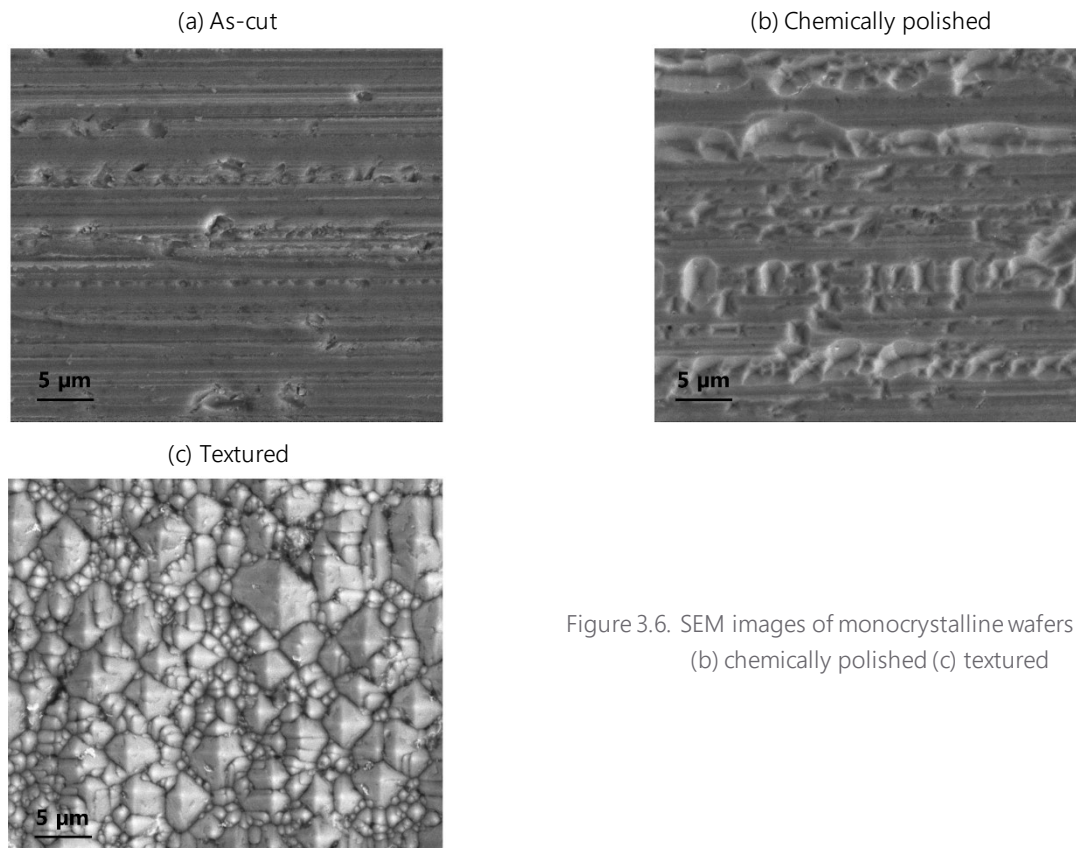 (a) As-cut
(b) Chemically polished
5 µm
5 µm
(c) Textured
5 µm
Figure 3.6. SEM images of monocrystalline wafers
(b) chemically polished (c) textured